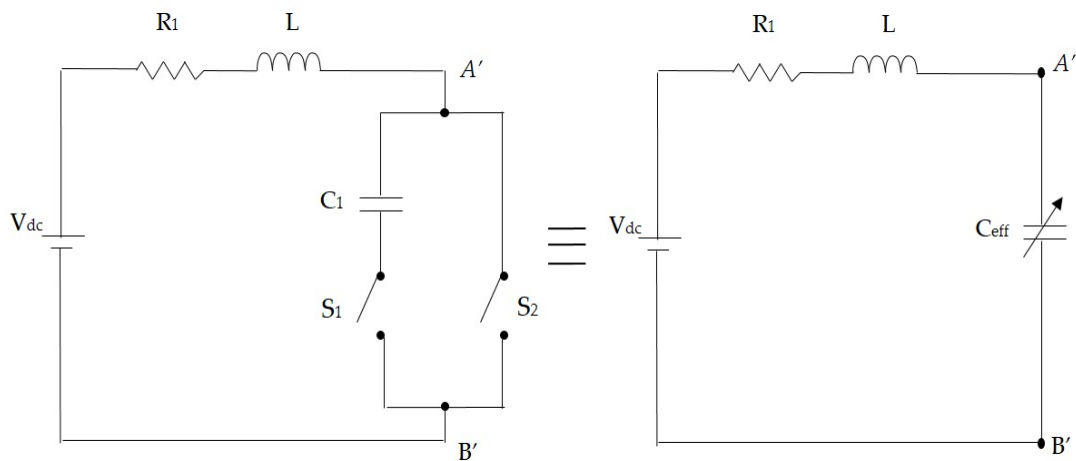 R1 L
A′
C1
Vdc
S1 S2
B′
R1 L
A′
Vdc
Ceff
B′